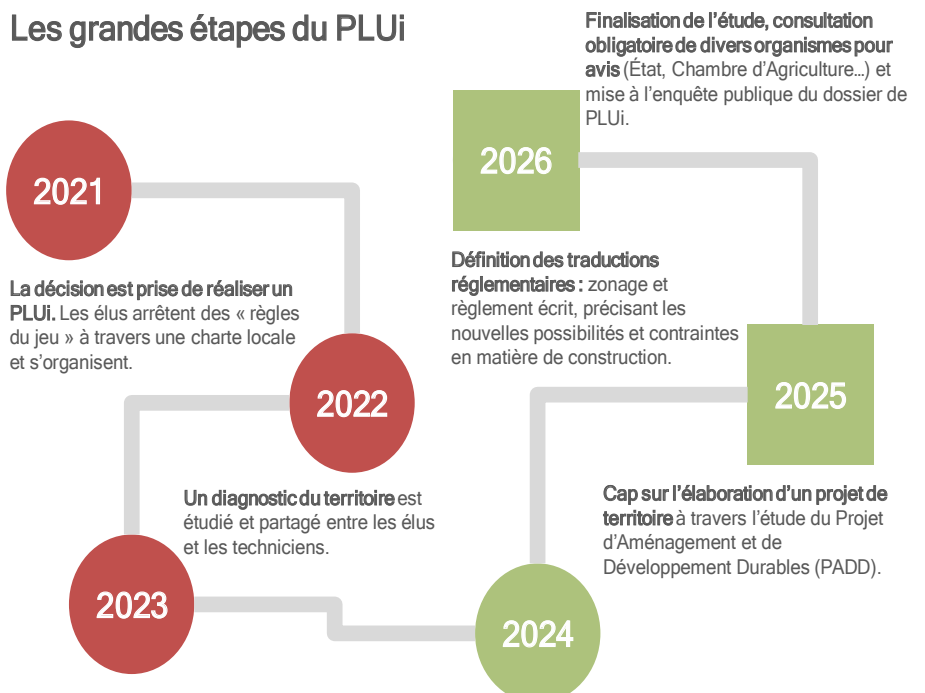 Les grandes étapes du PLUi
2021
La décision est prise de réaliser un
PLUi. Les élus arrêtent des « règles
du jeu » à travers une charte locale
et s’organisent.
2022
Un diagnostic du territoire est
étudié et partagé entre les élus
et les techniciens.
2023
2024
Cap sur l’élaboration d’un projet de
territoire à travers l’étude du Projet
d’Aménagement et de
Développement Durables (PADD).
2025
Définition des traductions
réglementaires : zonage et
règlement écrit, précisant les
nouvelles possibilités et contraintes
en matière de construction.
2026
Finalisation de l’étude, consultation
obligatoire de divers organismes pour
avis (État, Chambre d’Agriculture…) et
mise à l’enquête publique du dossier de
PLUi.